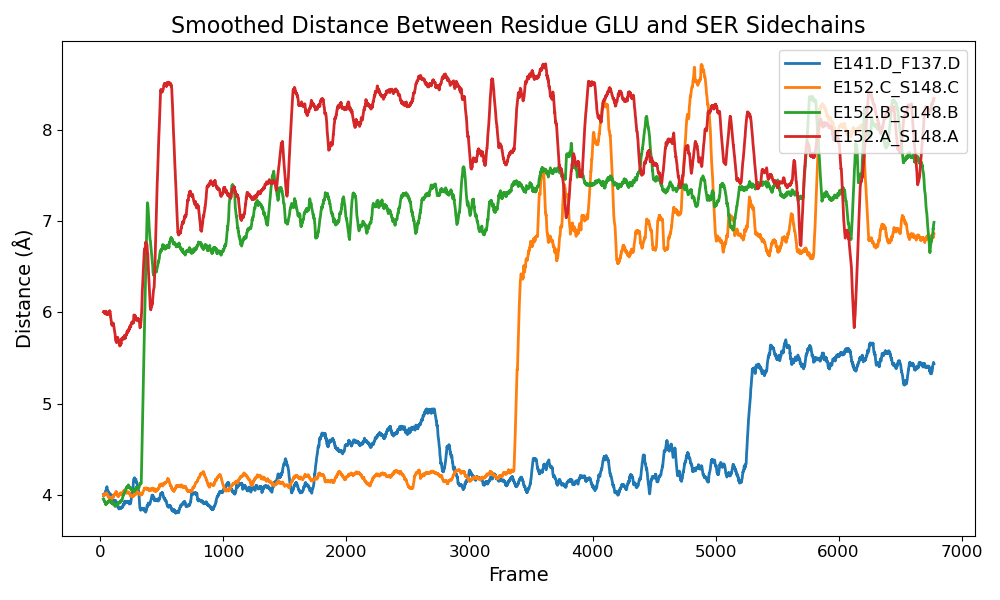 Smoothed Distance Between Residue GLU and SER Sidechains
E141.D_F137.D
E152.C_S148.C
E152.B_S148.B
E152.A_S148.A
Distance (Å)
8
7
6
5
4
0 1000 2000 3000 4000 5000 6000 7000
Frame